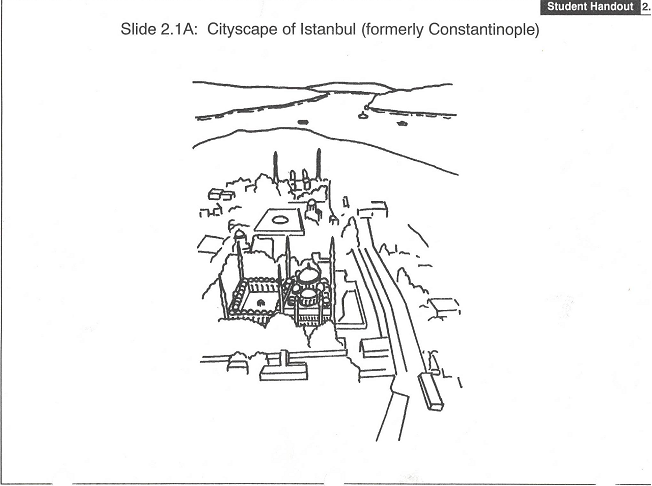 Student Handout 2.
Slide 2.1A: Cityscape of Istanbul (formerly Constantinople)